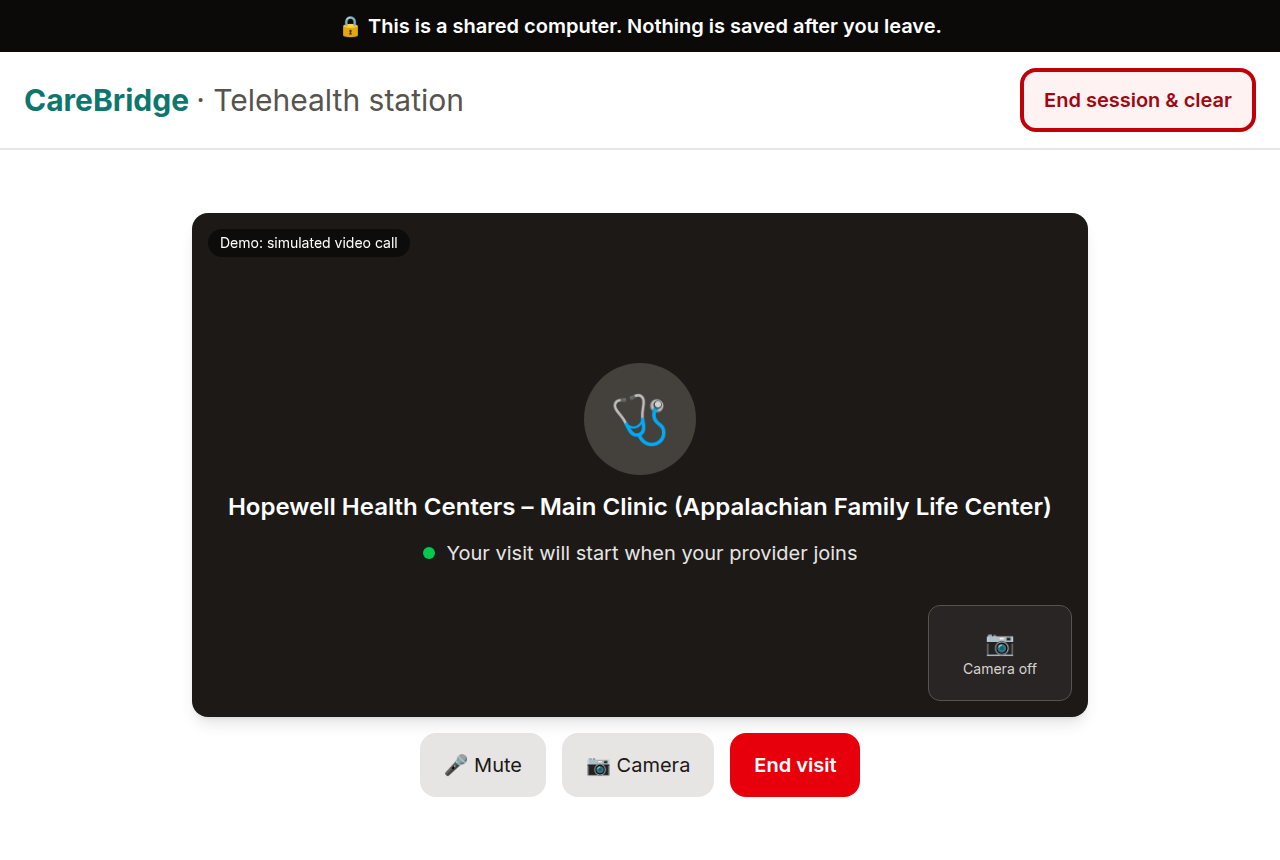 🔒 This is a shared computer. Nothing is saved after you leave.
CareBridge · Telehealth station
End session & clear
Demo: simulated video call
Hopewell Health Centers – Main Clinic (Appalachian Family Life Center)
Your visit will start when your provider joins
Camera off
🎤 Mute
📷 Camera
End visit